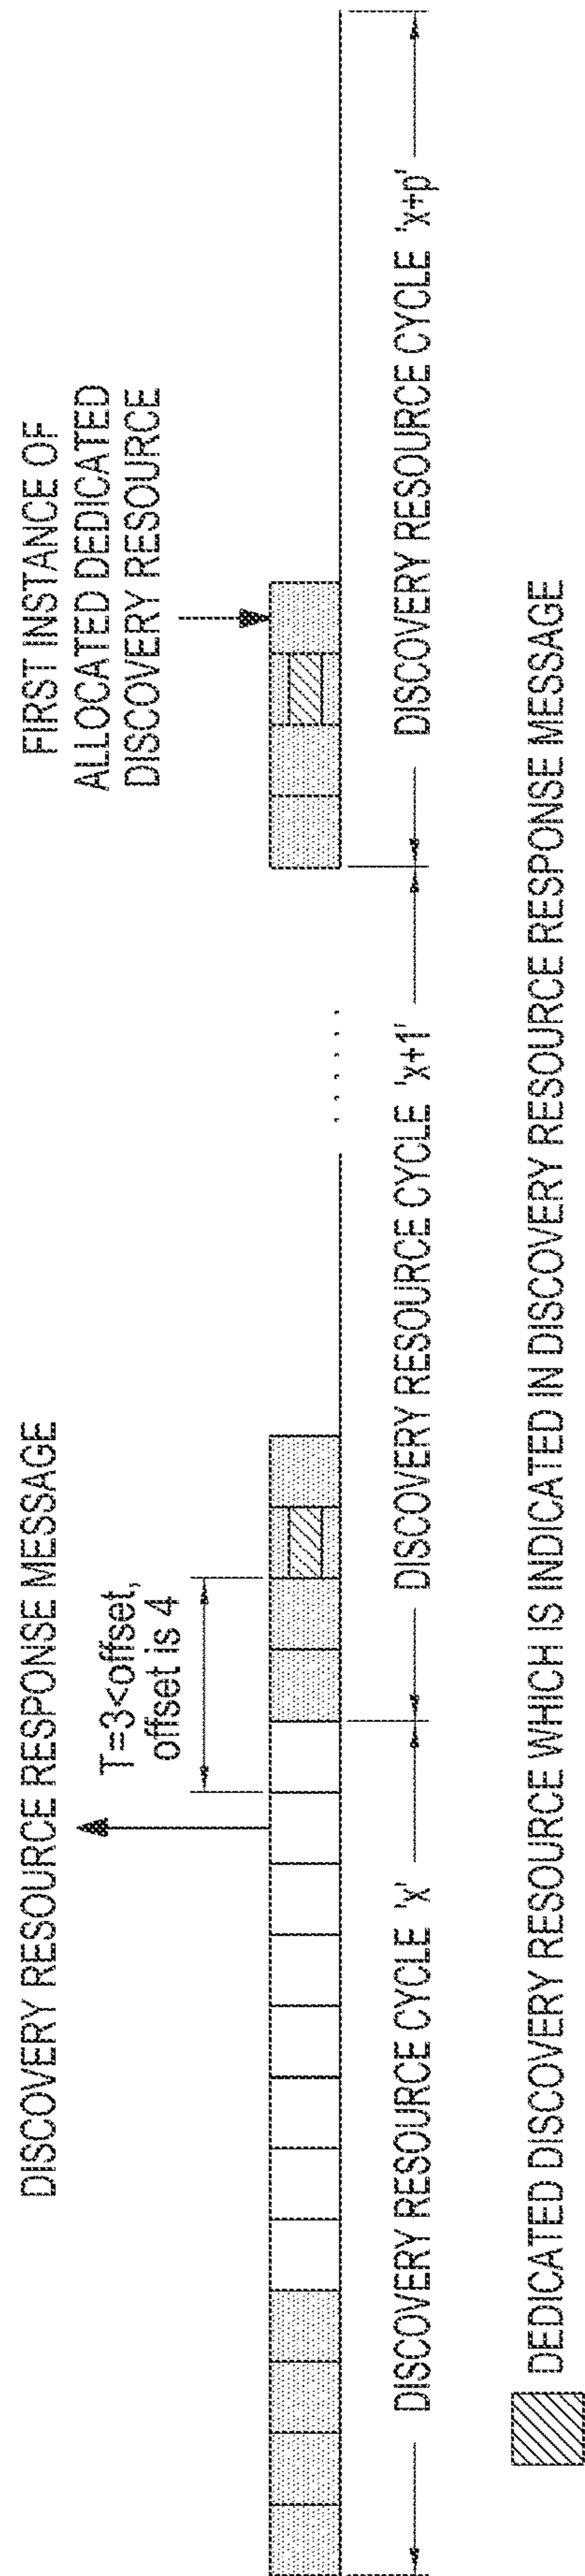 DISCOVERY RESOURCE RESPONSE MESSAGE
T=3<offset,
offset is 4
FIRST INSTANCE OF
ALLOCATED DEDICATED
DISCOVERY RESOURCE
DISCOVERY RESOURCE CYCLE 'x'
DISCOVERY RESOURCE CYCLE 'x+1'
DISCOVERY RESOURCE CYCLE 'x+p'
DEDICATED DISCOVERY RESOURCE WHICH IS INDICATED IN DISCOVERY RESOURCE RESPONSE MESSAGE